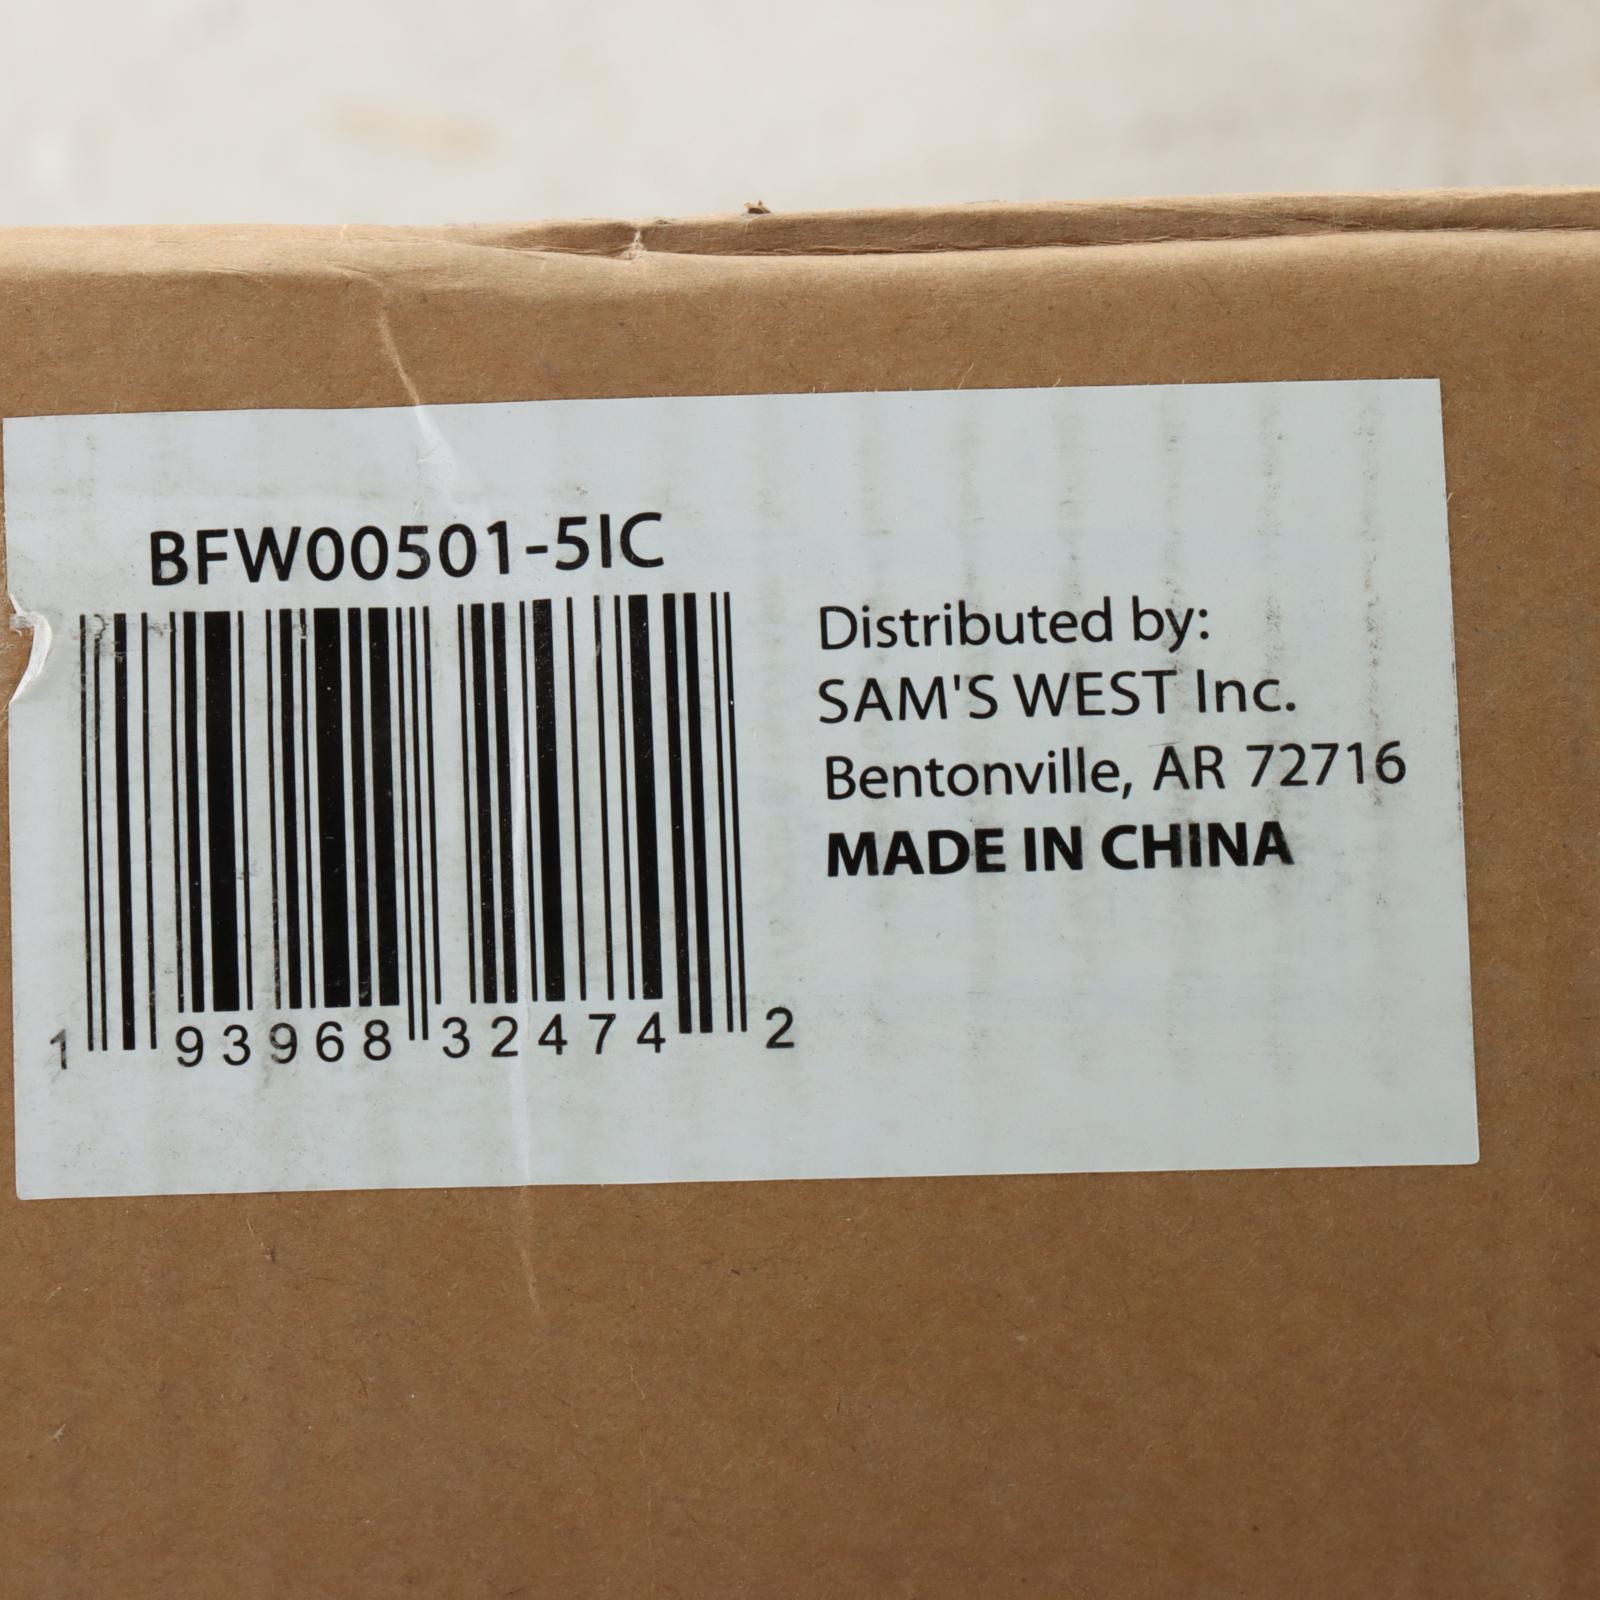 BFW00501-5IC
1 93968 32474 2
Distributed by:
SAM'S WEST Inc.
Bentonville, AR 72716
MADE IN CHINA